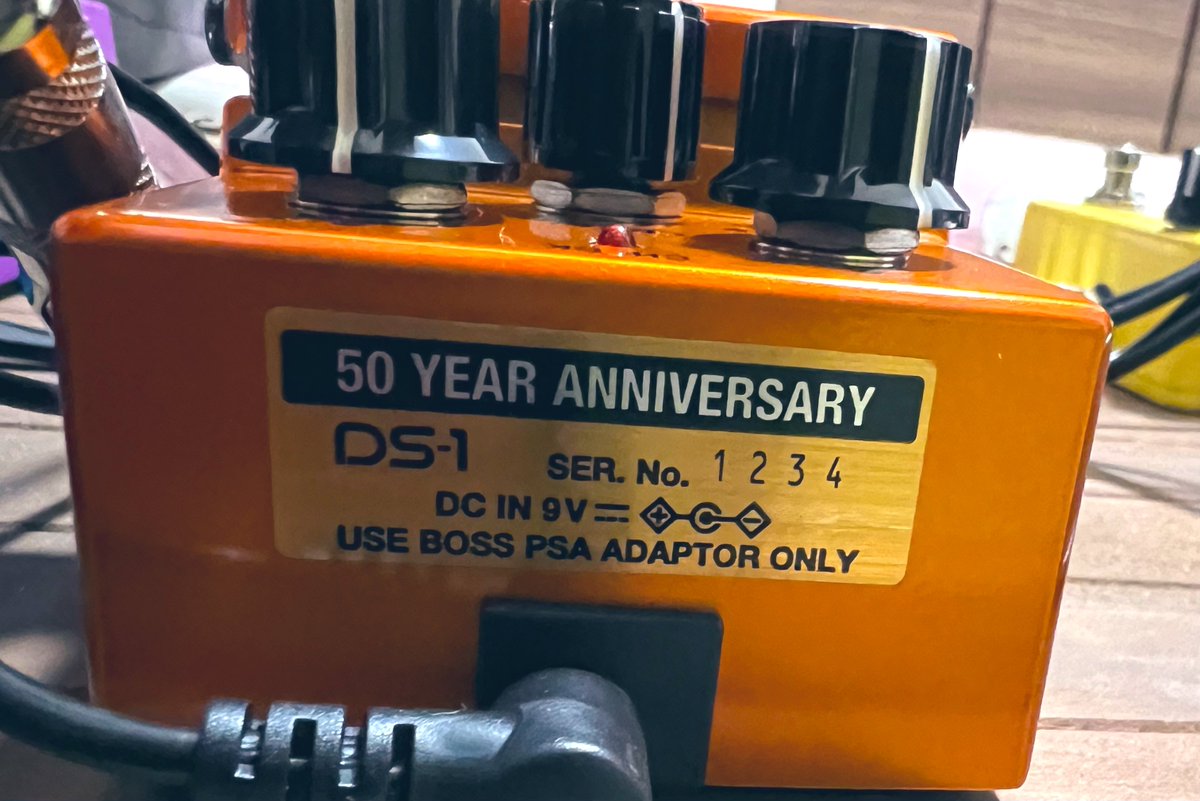 50 YEAR ANNIVERSARY
DS-1 SER. No. 1 2 3 4
DC IN 9V + -
USE BOSS PSA ADAPTOR ONLY